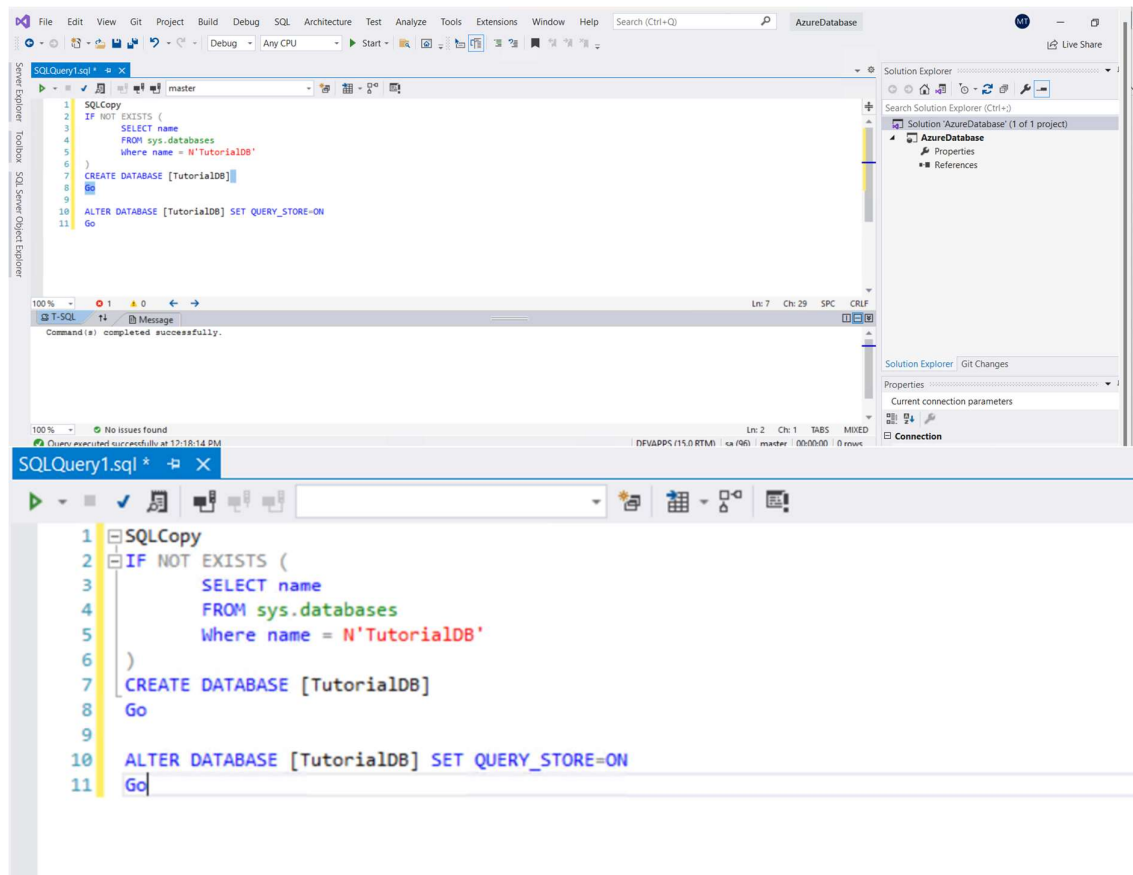 File Edit View Git Project Build Debug SQL Architecture Test Analyze Tools Extensions Window Help Search (Ctrl+Q) AzureDatabase MT
Debug Any CPU Start Live Share
Server Explorer
Toolbox
SQL Server Object Explorer
SQLQuery1.sql *
master
1 SQLCopy
2 IF NOT EXISTS (
3 SELECT name
4 FROM sys.databases
5 Where name = N'TutorialDB'
6 )
7 CREATE DATABASE [TutorialDB]
8 Go
9
10 ALTER DATABASE [TutorialDB] SET QUERY_STORE=ON
11 Go
100 % 1 0 Ln: 7 Ch: 29 SPC CRLF
T-SQL Message
Command(s) completed successfully.
100 % No issues found Ln: 2 Ch: 1 TABS MIXED
Query executed successfully at 12:18:14 PM DEVAPPS (15.0 RTM) sa (96) master 00:00:00 0 rows
Solution Explorer
Search Solution Explorer (Ctrl+;)
Solution 'AzureDatabase' (1 of 1 project)
AzureDatabase
Properties
References
Solution Explorer Git Changes
Properties
Current connection parameters
Connection
SQLQuery1.sql *
1 SQLCopy
2 IF NOT EXISTS (
3 SELECT name
4 FROM sys.databases
5 Where name = N'TutorialDB'
6 )
7 CREATE DATABASE [TutorialDB]
8 Go
9
10 ALTER DATABASE [TutorialDB] SET QUERY_STORE=ON
11 Go